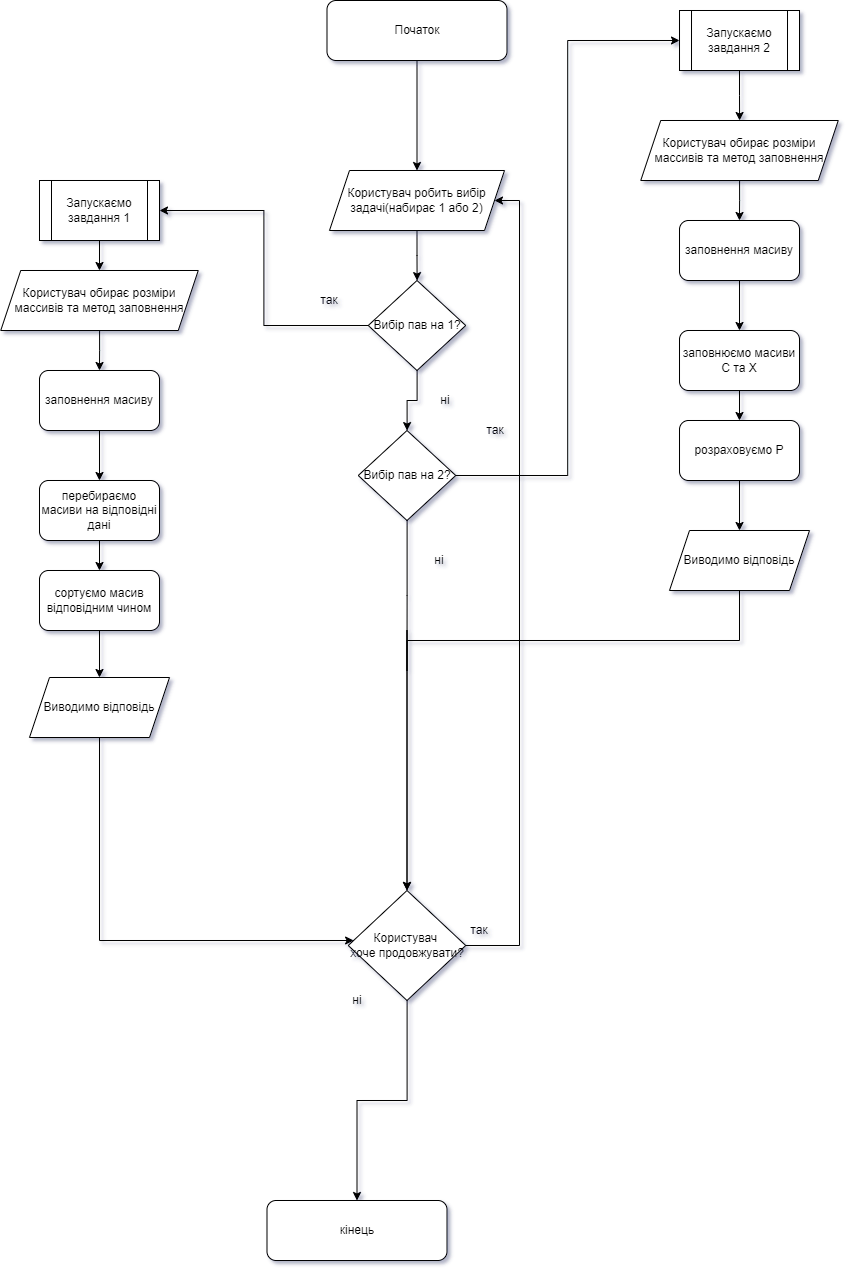 Початок
Запускаємо
завдання 2
Користувач обирає розміри
массивів та метод заповнення
Користувач робить вибір
задачі(набирає 1 або 2)
Запускаємо
завдання 1
заповнення масиву
Користувач обирає розміри
массивів та метод заповнення
так
Вибір пав на 1?
заповнюємо масиви
С та Х
заповнення масиву
ні
так
розраховуємо Р
Вибір пав на 2?
перебираємо
масиви на відповідні
дані
ні
Виводимо відповідь
сортуємо масив
відповідним чином
Виводимо відповідь
Користувач
хоче продовжувати?
так
ні
кінець